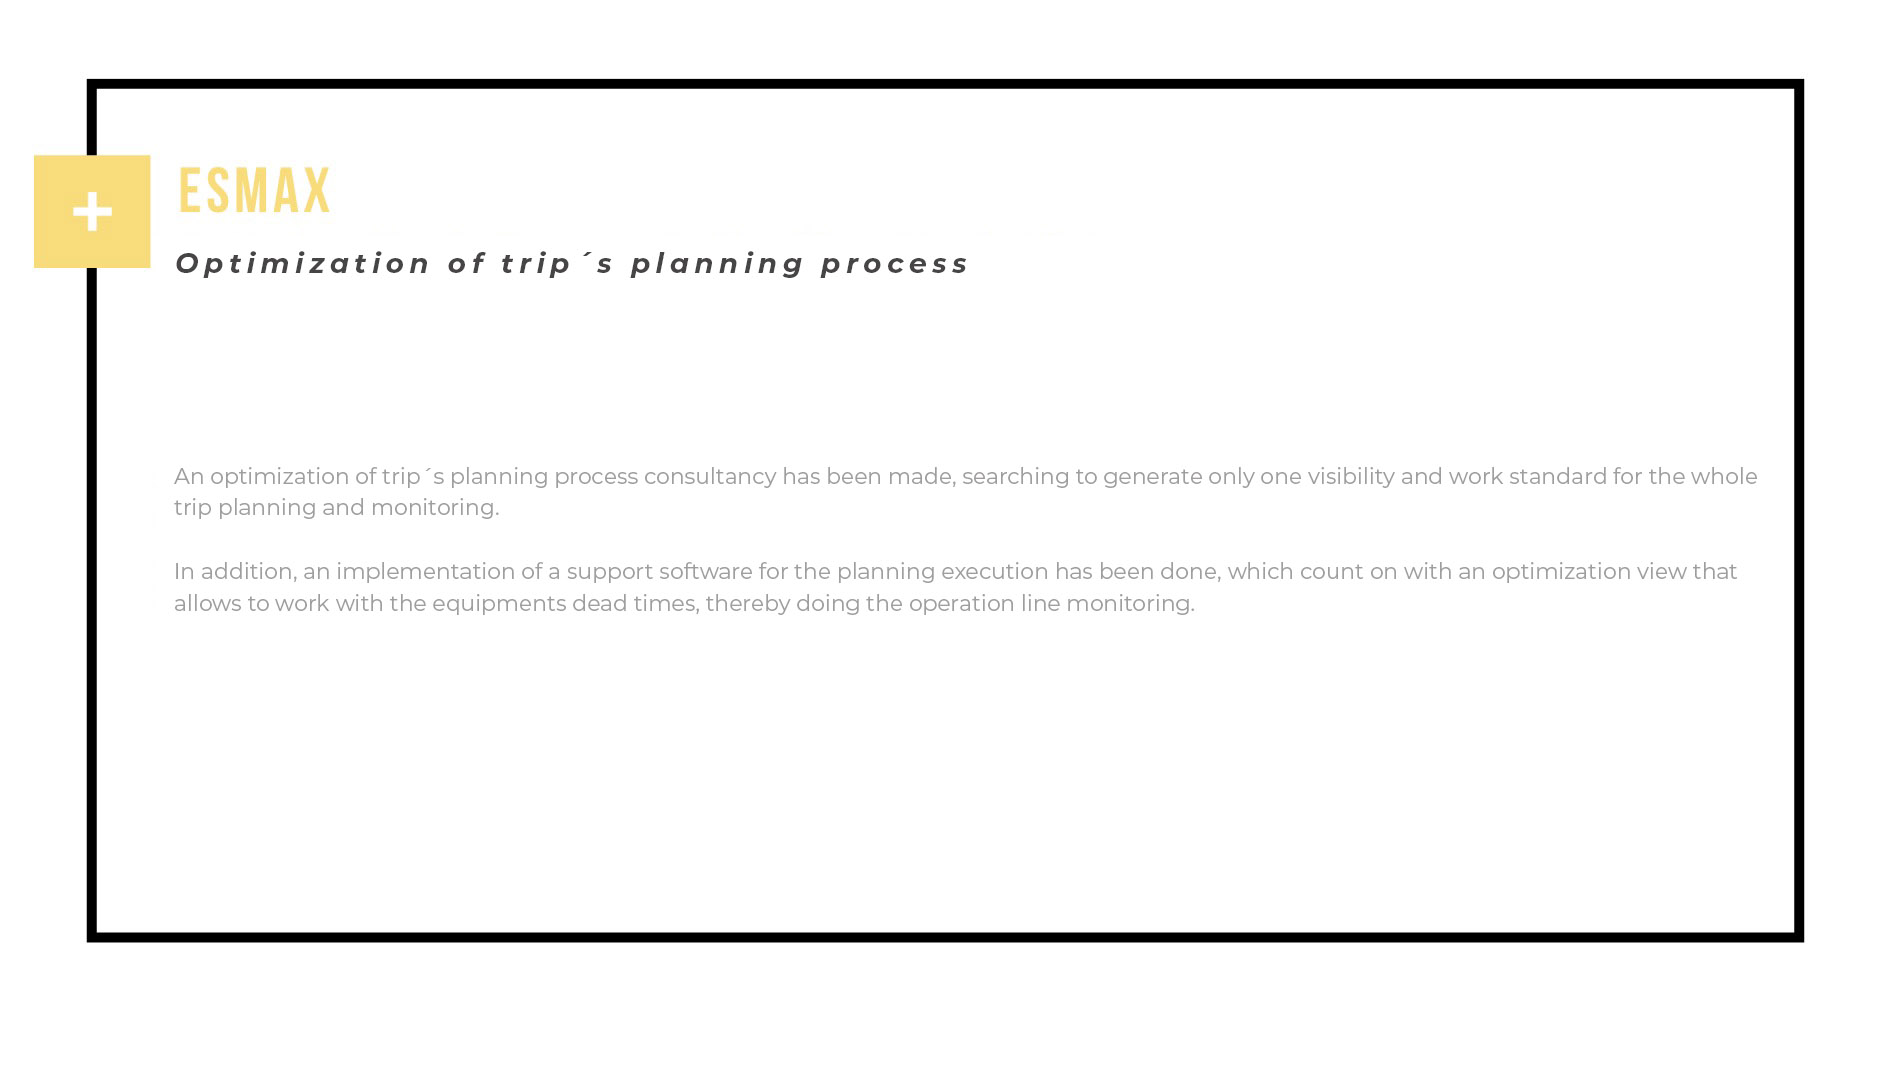 +
ESMAX
Optimization of trip´s planning process
An optimization of trip´s planning process consultancy has been made, searching to generate only one visibility and work standard for the whole
trip planning and monitoring.
In addition, an implementation of a support software for the planning execution has been done, which count on with an optimization view that
allows to work with the equipments dead times, thereby doing the operation line monitoring.